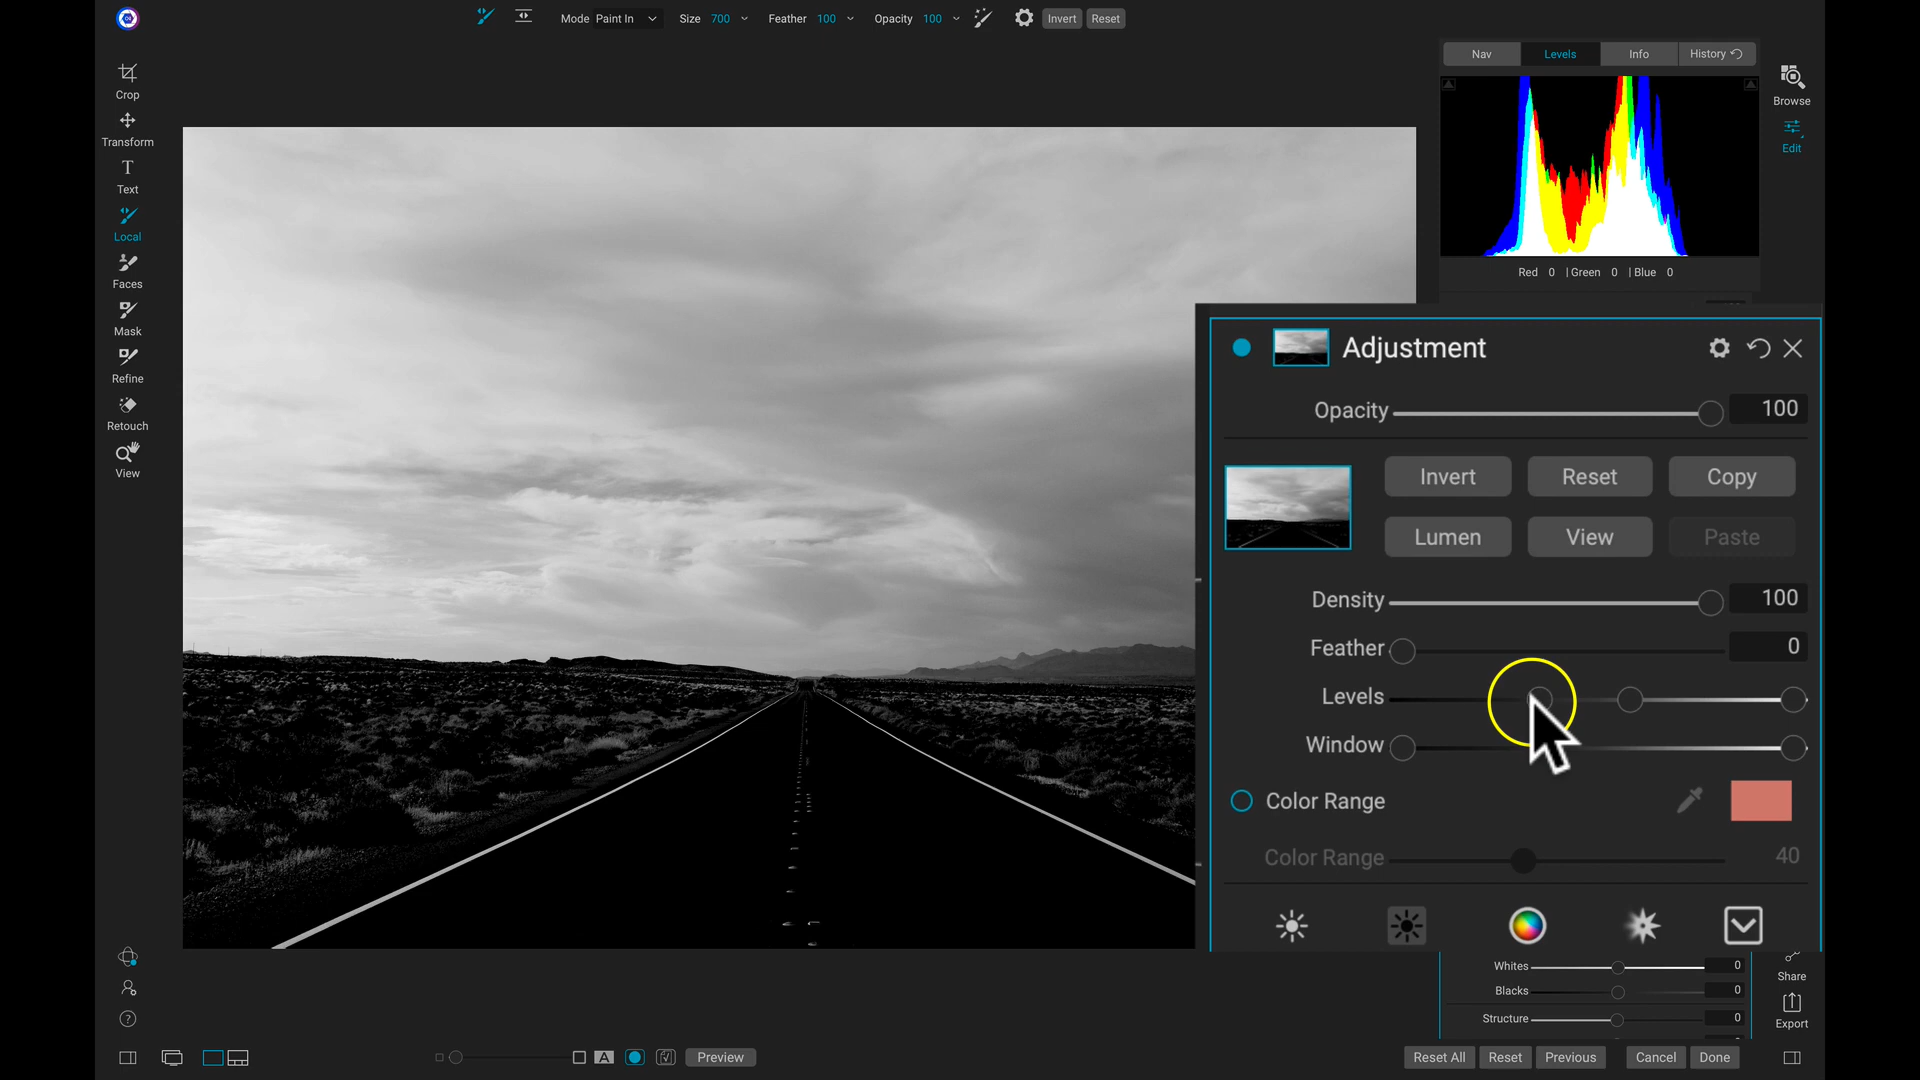 Mode Paint In Size 700 Feather 100 Opacity 100 Invert Reset
Nav Levels Info History
Crop
Transform
Text
Local
Faces
Mask
Refine
Retouch
View
Browse
Edit
Red 0 | Green 0 | Blue 0
Adjustment
Opacity 100
Invert Reset Copy
Lumen View Paste
Density 100
Feather 0
Levels
Window
Color Range
Color Range 40
Whites 0
Blacks 0
Structure 0
Share
Export
A Preview
Reset All Reset Previous Cancel Done